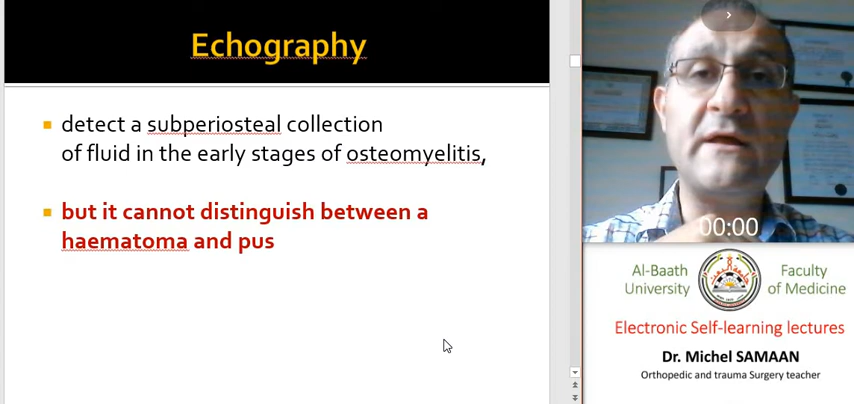 Echography
detect a subperiosteal collection
of fluid in the early stages of osteomyelitis,
but it cannot distinguish between a
haematoma and pus
00:00
Al-Baath
University
Faculty
of Medicine
Electronic Self-learning lectures
Dr. Michel SAMAAN
Orthopedic and trauma Surgery teacher